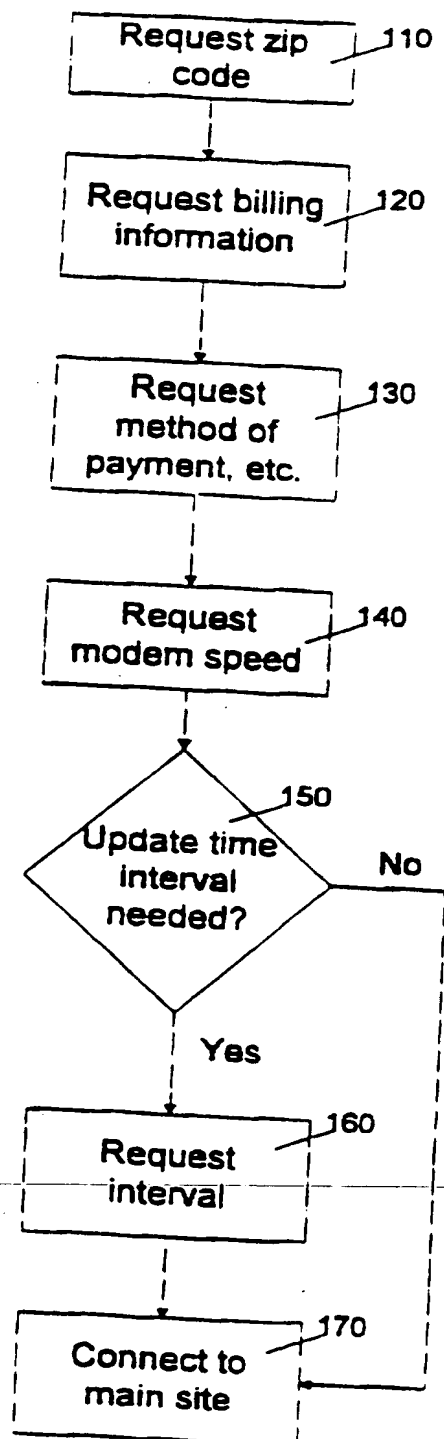 Request zip
code
110
Request billing
information
120
Request
method of
payment, etc.
130
Request
modem speed
140
Update time
interval
needed?
150
No
Yes
Request
interval
160
Connect to
main site
170